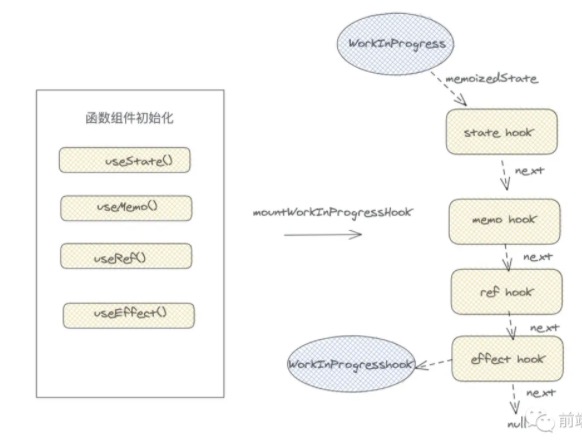 WorkInProgress
memoizedState
函数组件初始化
useState()
useMemo()
useRef()
useEffect()
mountWorkInProgressHook
state hook
next
memo hook
next
ref hook
next
effect hook
WorkInProgresshook
next
null
前端